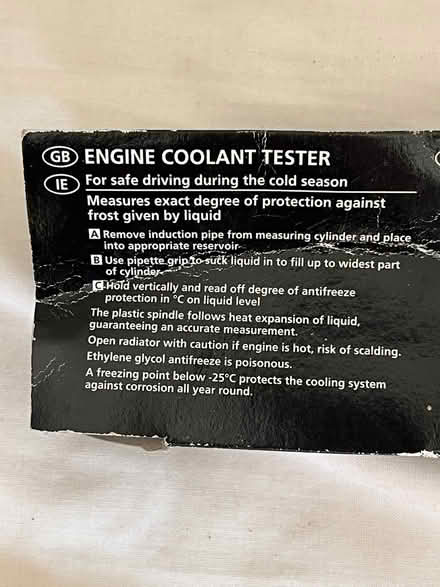 GB ENGINE COOLANT TESTER
IE For safe driving during the cold season
Measures exact degree of protection against
frost given by liquid
A Remove induction pipe from measuring cylinder and place
into appropriate reservoir
B Use pipette grip to suck liquid in to fill up to widest part
of cylinder
C Hold vertically and read off degree of antifreeze
protection in °C on liquid level
The plastic spindle follows heat expansion of liquid,
guaranteeing an accurate measurement.
Open radiator with caution if engine is hot, risk of scalding.
Ethylene glycol antifreeze is poisonous.
A freezing point below -25°C protects the cooling system
against corrosion all year round.